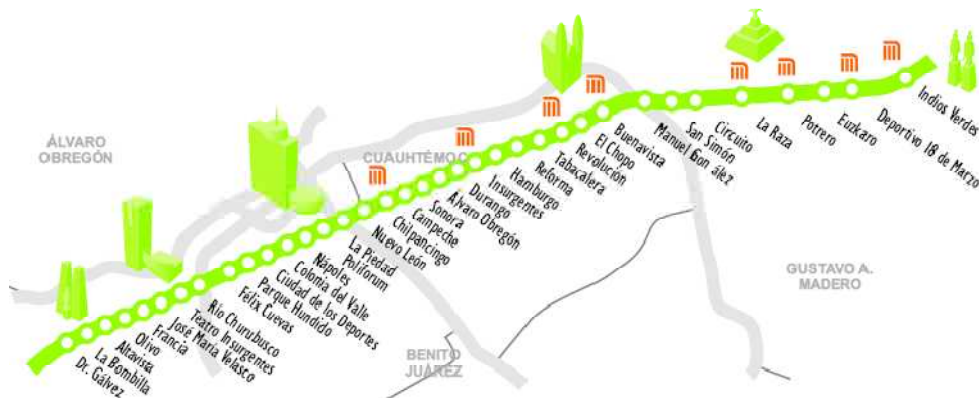 ÁLVARO
OBREGÓN
CUAUHTÉMOC
BENITO
JUÁREZ
GUSTAVO A.
MADERO
Dr. Gálvez
La Bombilla
Altavista
Olivo
Francia
José María Velasco
Teatro Insurgentes
Río Churubusco
Félix Cuevas
Parque Hundido
Ciudad de los Deportes
Colonia del Valle
Nápoles
Poliforum
La Piedad
Nuevo León
Chilpancingo
Campeche
Sonora
Álvaro Obregón
Durango
Insurgentes
Hamburgo
Reforma
Tabacalera
Revolución
El Chopo
Buenavista
Manuel Gon ález
San Simón
Circuito
La Raza
Potrero
Euzkaro
Deportivo 18 de Marzo
Indios Verdes